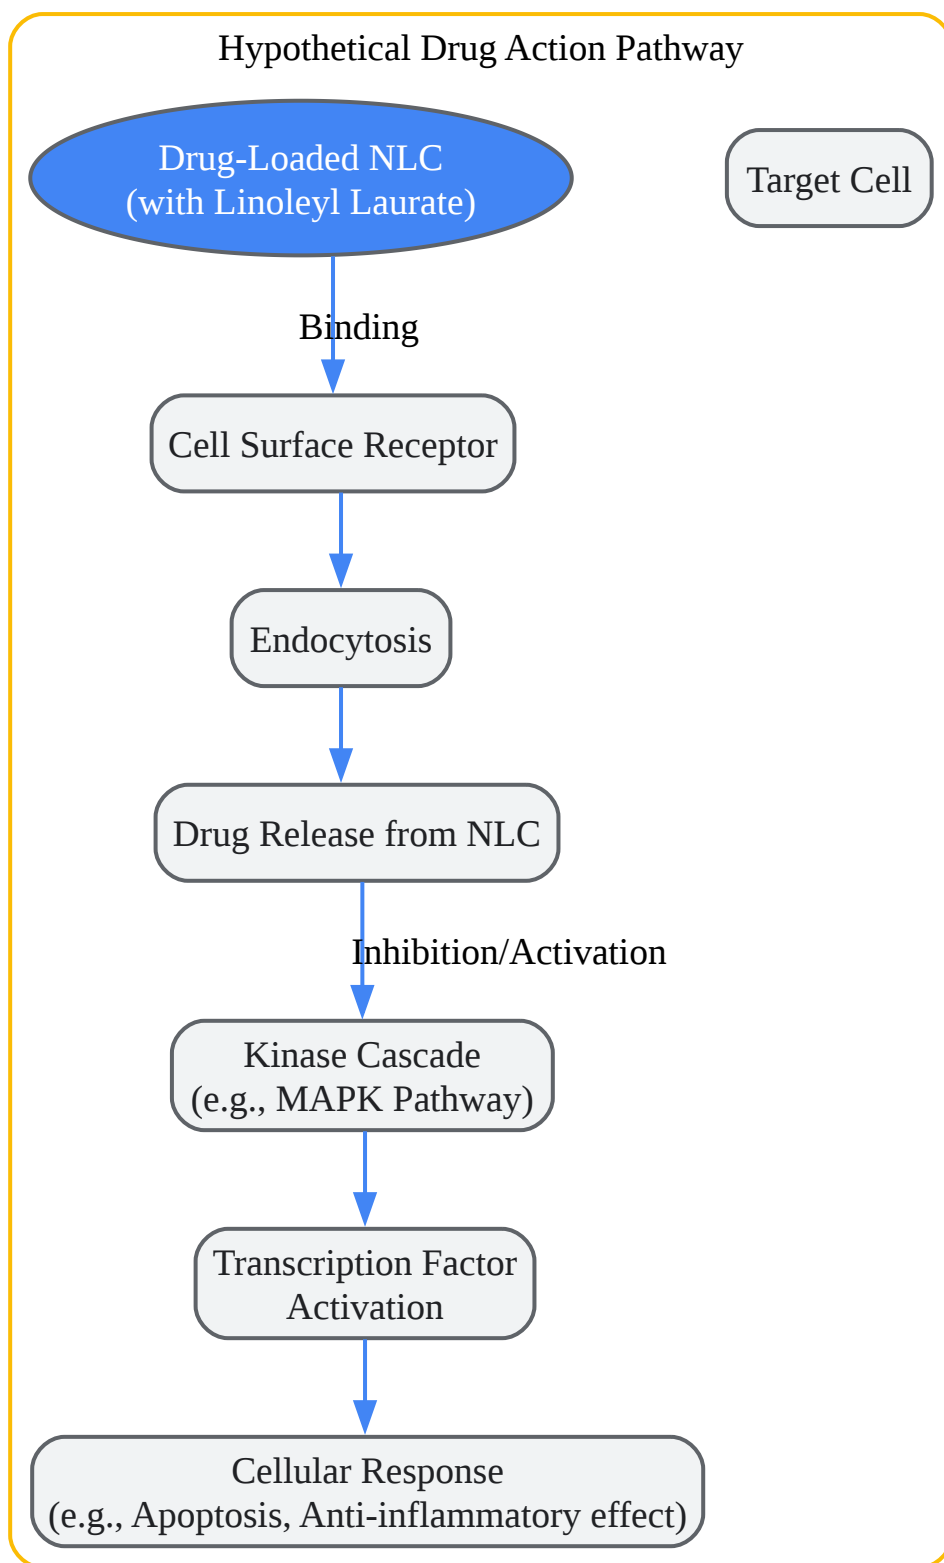 Hypothetical Drug Action Pathway
Drug-Loaded NLC
(with Linoleyl Laurate)
Target Cell
Binding
Cell Surface Receptor
Endocytosis
Drug Release from NLC
Inhibition/Activation
Kinase Cascade
(e.g., MAPK Pathway)
Transcription Factor
Activation
Cellular Response
(e.g., Apoptosis, Anti-inflammatory effect)